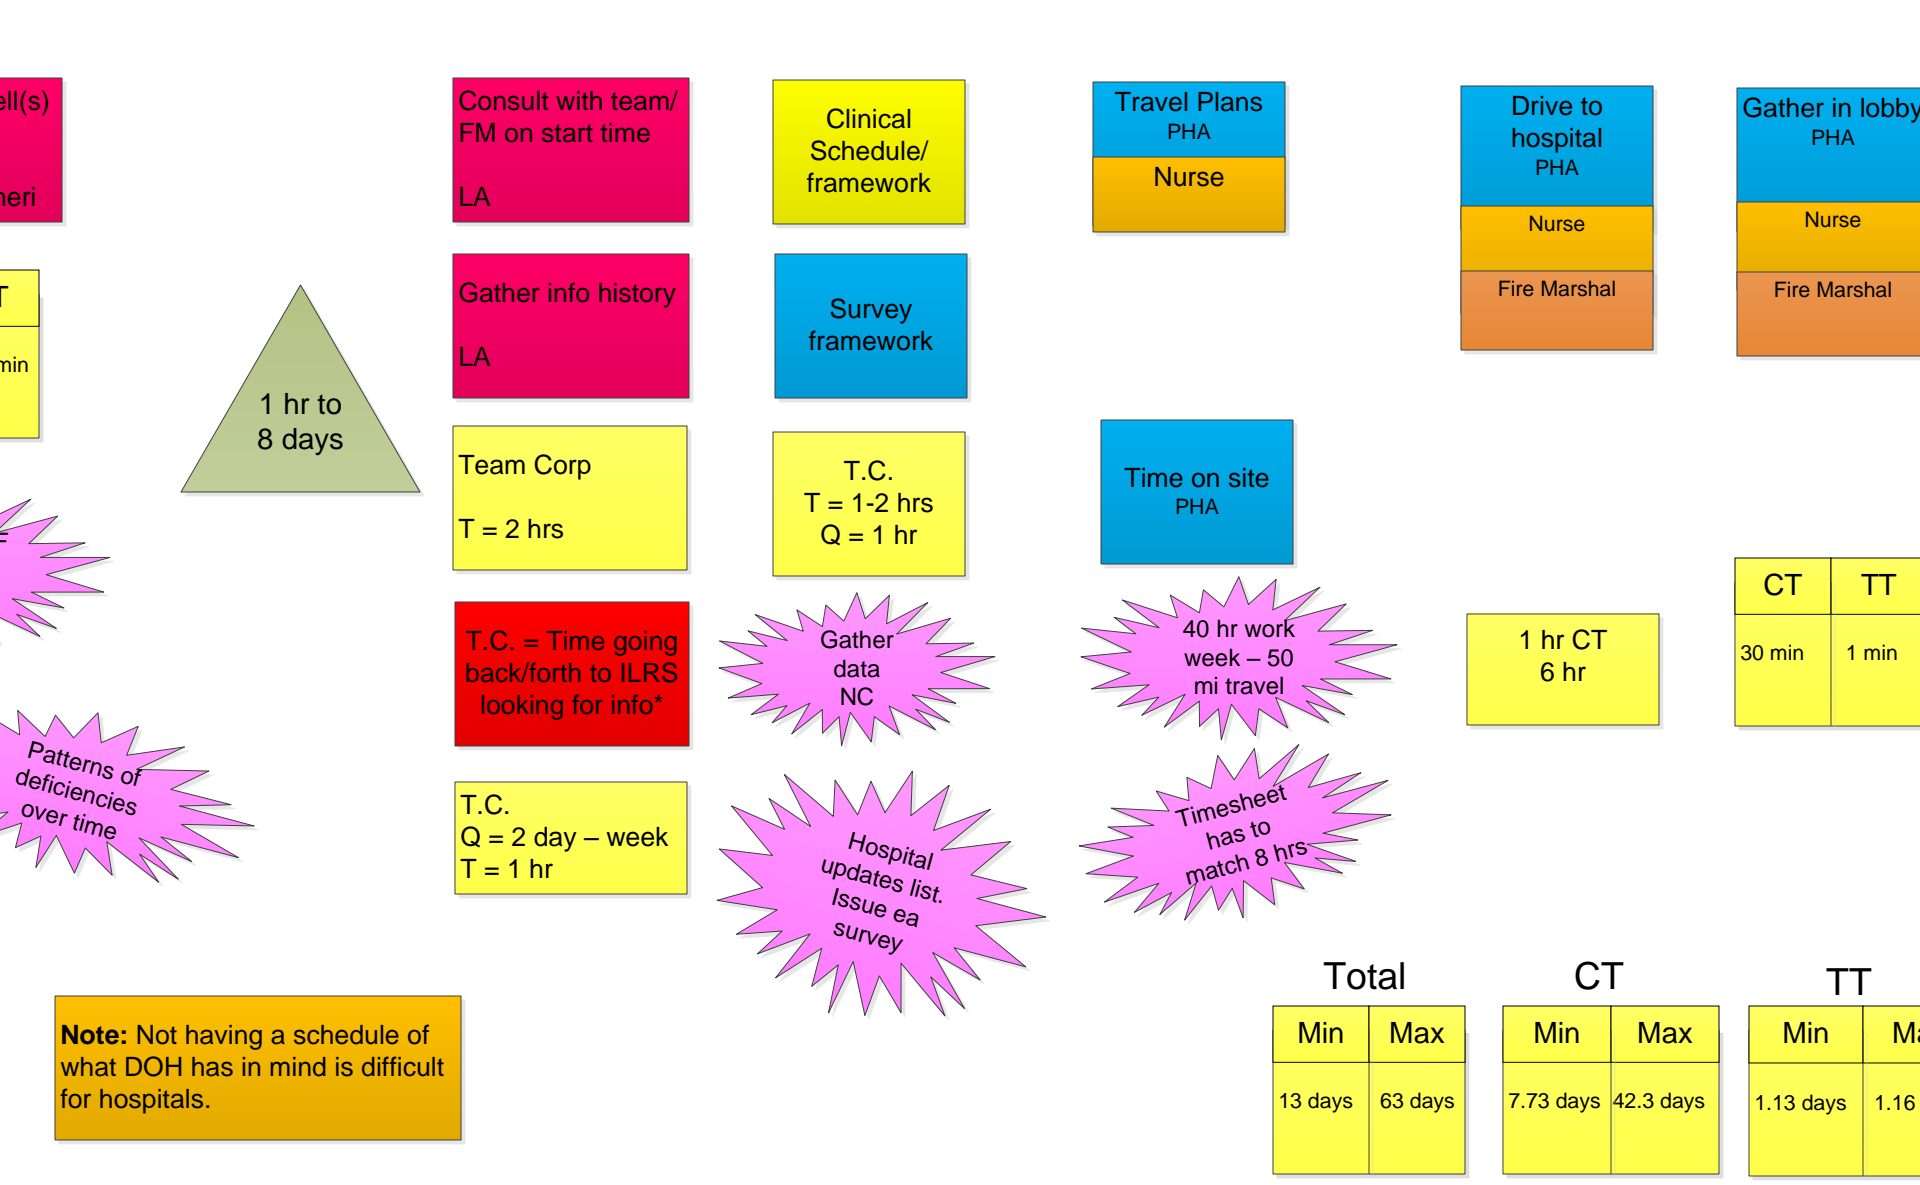 ell(s)
neri
T
min
F
Patterns of
deficiencies
over time
1 hr to
8 days
Note: Not having a schedule of
what DOH has in mind is difficult
for hospitals.
Consult with team/
FM on start time
LA
Gather info history
LA
Team Corp
T = 2 hrs
T.C. = Time going
back/forth to ILRS
looking for info*
T.C.
Q = 2 day – week
T = 1 hr
Clinical
Schedule/
framework
Survey
framework
T.C.
T = 1-2 hrs
Q = 1 hr
Gather
data
NC
Hospital
updates list.
Issue ea
survey
Travel Plans
PHA
Nurse
Time on site
PHA
40 hr work
week – 50
mi travel
Timesheet
has to
match 8 hrs
Drive to
hospital
PHA
Nurse
Fire Marshal
1 hr CT
6 hr
Gather in lobby
PHA
Nurse
Fire Marshal
CT TT
30 min 1 min
Total
Min Max
13 days 63 days
CT
Min Max
7.73 days 42.3 days
TT
Min Ma
1.13 days 1.16